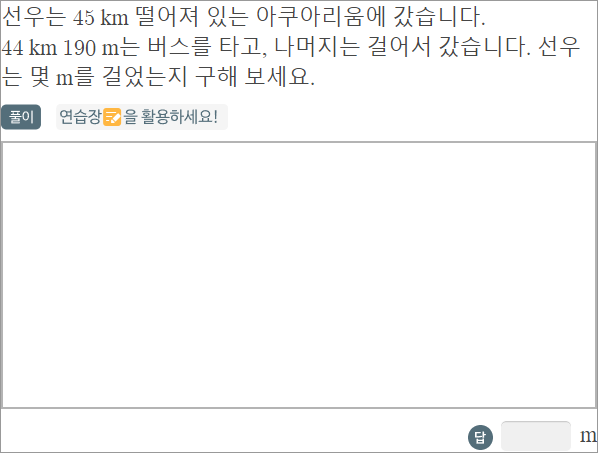 선우는 45 km 떨어져 있는 아쿠아리움에 갔습니다.
44 km 190 m는 버스를 타고, 나머지는 걸어서 갔습니다. 선우
는 몇 m를 걸었는지 구해 보세요.
풀이 연습장을 활용하세요!
답 m